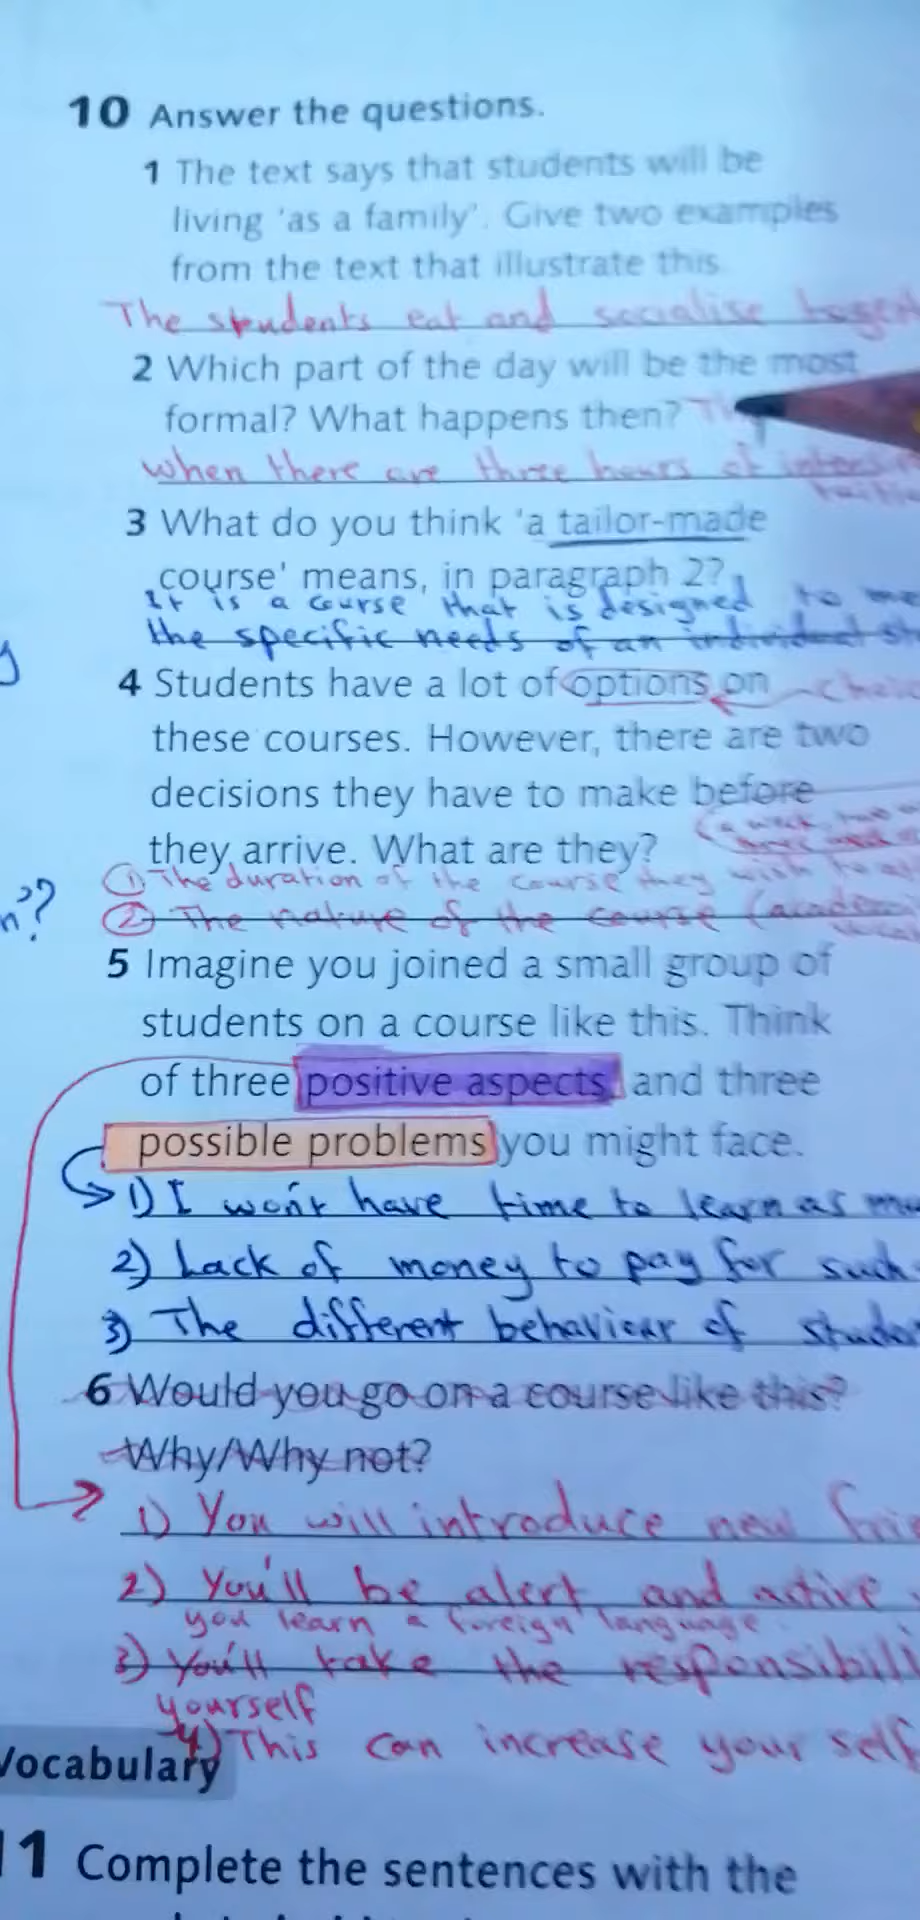 10 Answer the questions.
1 The text says that students will be
living 'as a family'. Give two examples
from the text that illustrate this.
The students eat and socialise
2 Which part of the day will be the most
formal? What happens then?
when there are three hours of
3 What do you think 'a tailor-made
course' means, in paragraph 2?
It is a course that is designed to
the specific needs of an individual
4 Students have a lot of options on
these courses. However, there are two
decisions they have to make before
they arrive. What are they?
① The duration of the course they wish
② The nature of the course
n'?
5 Imagine you joined a small group of
students on a course like this. Think
of three positive aspects and three
possible problems you might face.
1) I won't have time to learn as
2) Lack of money to pay for such
3) The different behaviour of
6 Would you go on a course like this?
Why/Why not?
1) You will introduce new
2) You'll be alert and active
you learn a foreign language.
3) You'll take the
yourself
4) This can increase your self
Vocabulary
11 Complete the sentences with the